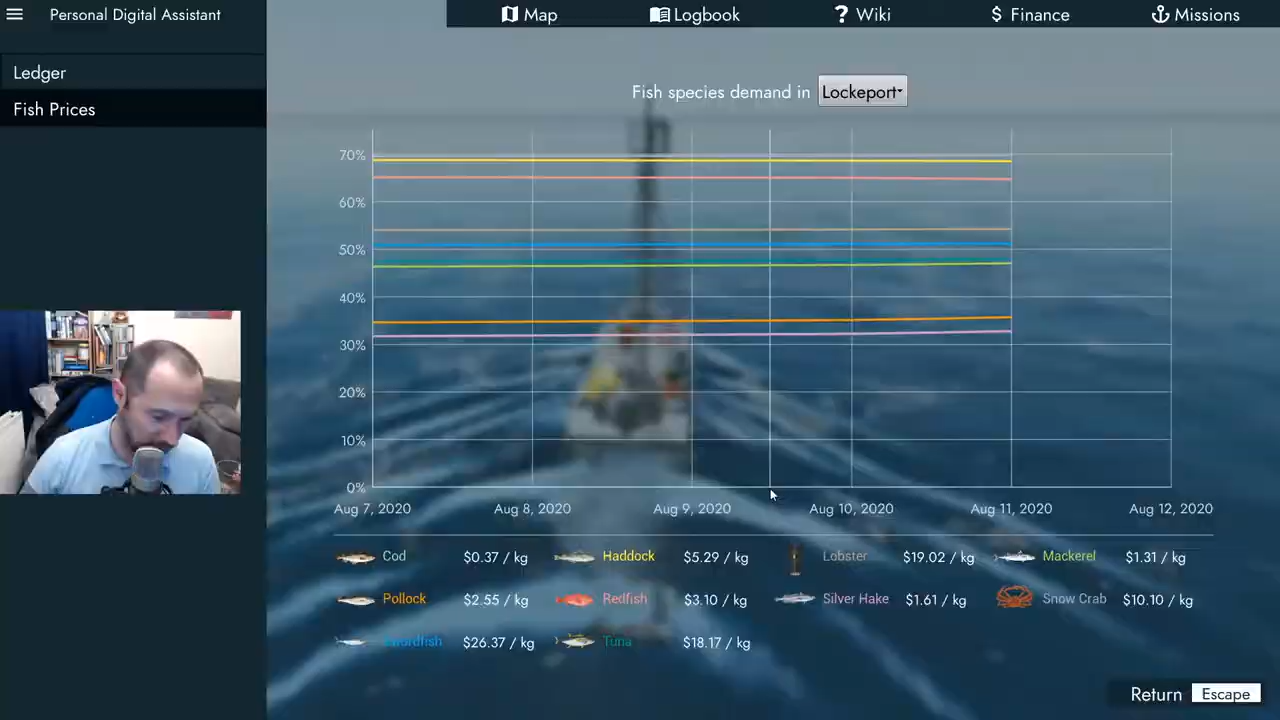 Personal Digital Assistant
Map
Logbook
? Wiki
$ Finance
Missions
Ledger
Fish Prices
Fish species demand in Lockeport
70%
60%
50%
40%
30%
20%
10%
0%
Aug 7, 2020
Aug 8, 2020
Aug 9, 2020
Aug 10, 2020
Aug 11, 2020
Aug 12, 2020
Cod $0.37 / kg
Haddock $5.29 / kg
Lobster $19.02 / kg
Mackerel $1.31 / kg
Pollock $2.55 / kg
Redfish $3.10 / kg
Silver Hake $1.61 / kg
Snow Crab $10.10 / kg
Swordfish $26.37 / kg
Tuna $18.17 / kg
Return Escape